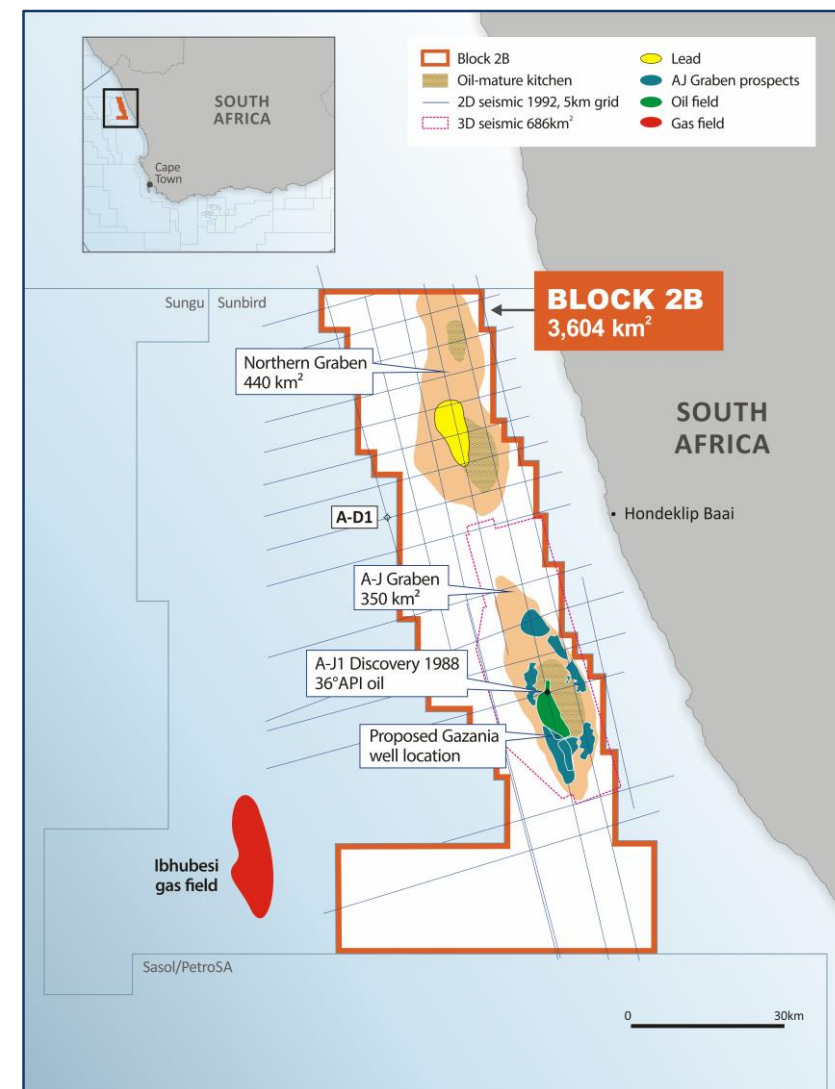 SOUTH
AFRICA
Cape
Town
Block 2B
Oil-mature kitchen
2D seismic 1992, 5km grid
3D seismic 686km²
Lead
AJ Graben prospects
Oil field
Gas field
Sungu
Sunbird
BLOCK 2B
3,604 km²
Northern Graben
440 km²
SOUTH
AFRICA
A-D1
Hondeklip Baai
A-J Graben
350 km²
A-J1 Discovery 1988
36°API oil
Proposed Gazania
well location
Ibhubesi
gas field
Sasol/PetroSA
0
30km